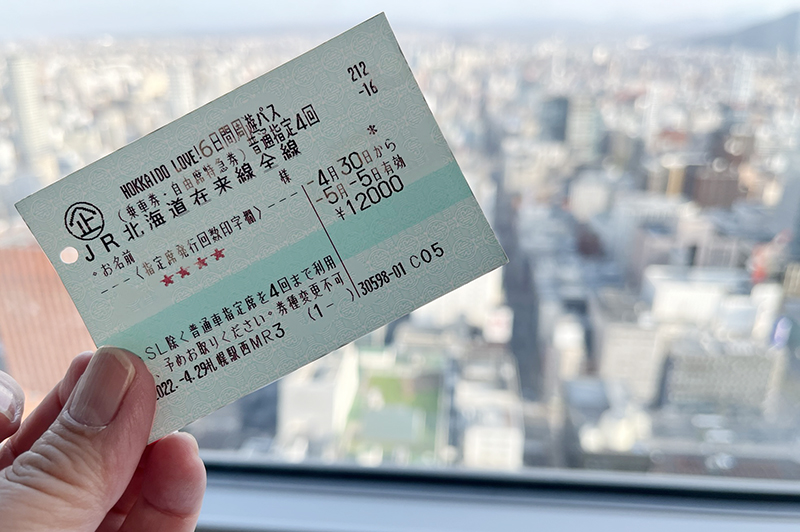 212
-16
HOKKAIDO LOVE!6日間周遊パス
(乗車券・自由席特急券)普通指定4回
企
JR北海道在来線全線
*
-4月30日から
-5月-5日有効
¥12000
。お名前
様
---<指定席発行回数印字欄>---
★★★★
SL除く普通車指定席を4回まで利用
予めお取りください。券種変更不可
2022.-4.29札幌駅西MR3 (1- )
30598-01 C05